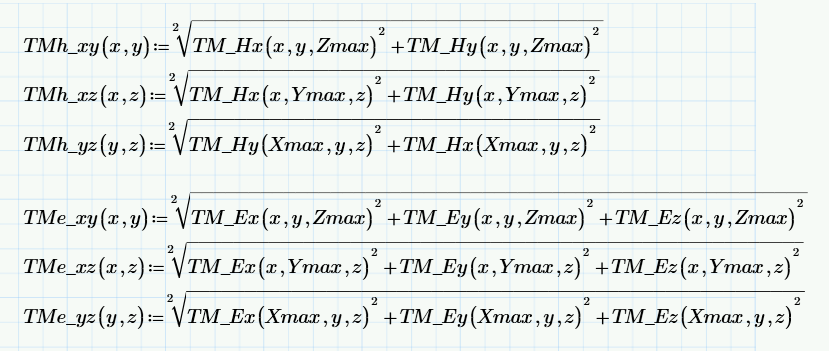 TMh_xy(x,y):=²√(TM_Hx(x,y,Zmax)²+TM_Hy(x,y,Zmax)²)
TMh_xz(x,z):=²√(TM_Hx(x,Ymax,z)²+TM_Hy(x,Ymax,z)²)
TMh_yz(y,z):=²√(TM_Hy(Xmax,y,z)²+TM_Hx(Xmax,y,z)²)
TMe_xy(x,y):=²√(TM_Ex(x,y,Zmax)²+TM_Ey(x,y,Zmax)²+TM_Ez(x,y,Zmax)²)
TMe_xz(x,z):=²√(TM_Ex(x,Ymax,z)²+TM_Ey(x,Ymax,z)²+TM_Ez(x,Ymax,z)²)
TMe_yz(y,z):=²√(TM_Ex(Xmax,y,z)²+TM_Ey(Xmax,y,z)²+TM_Ez(Xmax,y,z)²)